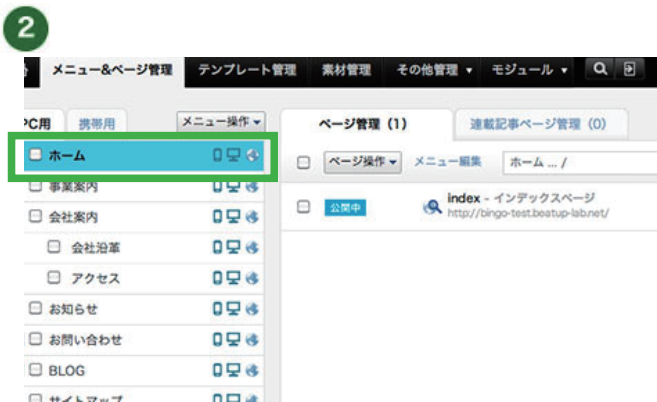 2
メニュー&ページ管理 テンプレート管理 素材管理 その他管理 ▼ モジュール ▼
PC用 携帯用 メニュー操作▼ ページ管理 (1) 連載記事ページ管理 (0)
ホーム
ページ操作▼ メニュー編集 ホーム ... /
事業案内
公開中 index - インデックスページ
http://bingo-test.beatup-lab.net/
会社案内
会社沿革
アクセス
お知らせ
お問い合わせ
BLOG
サイトマップ